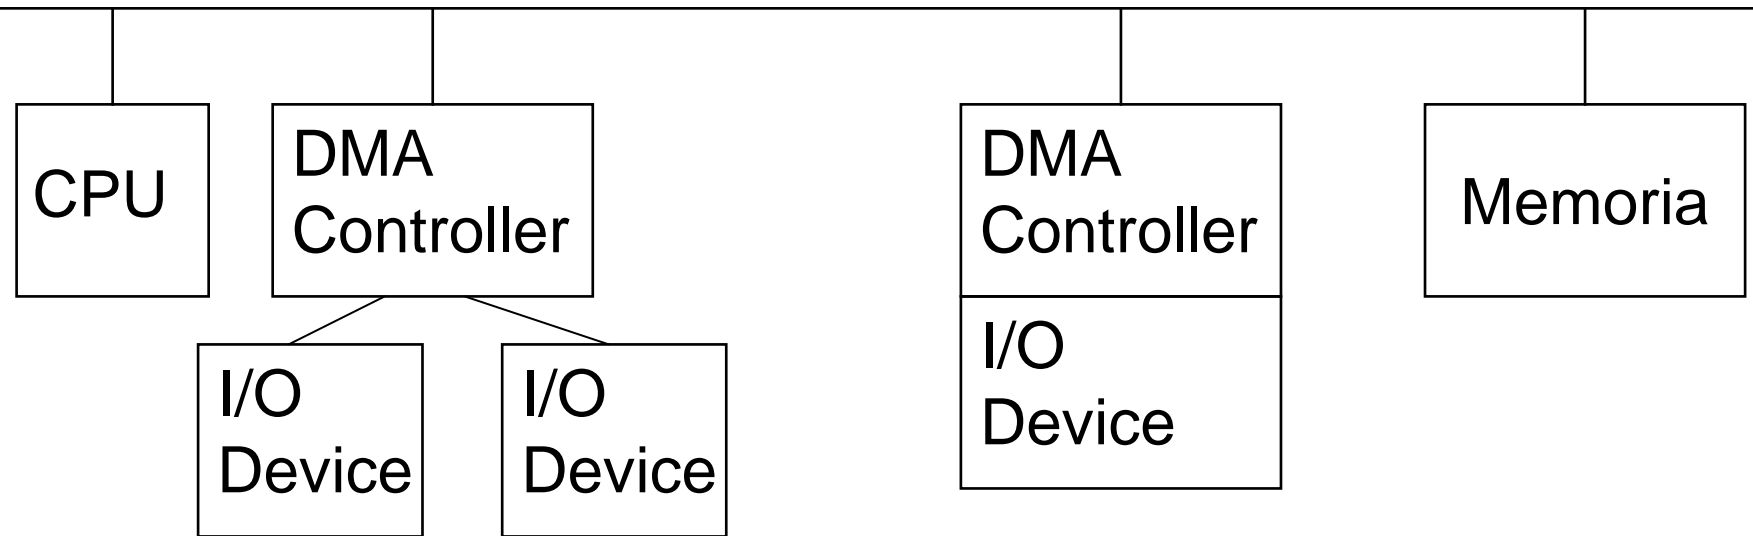 CPU
DMA
Controller
I/O
Device
I/O
Device
DMA
Controller
I/O
Device
Memoria